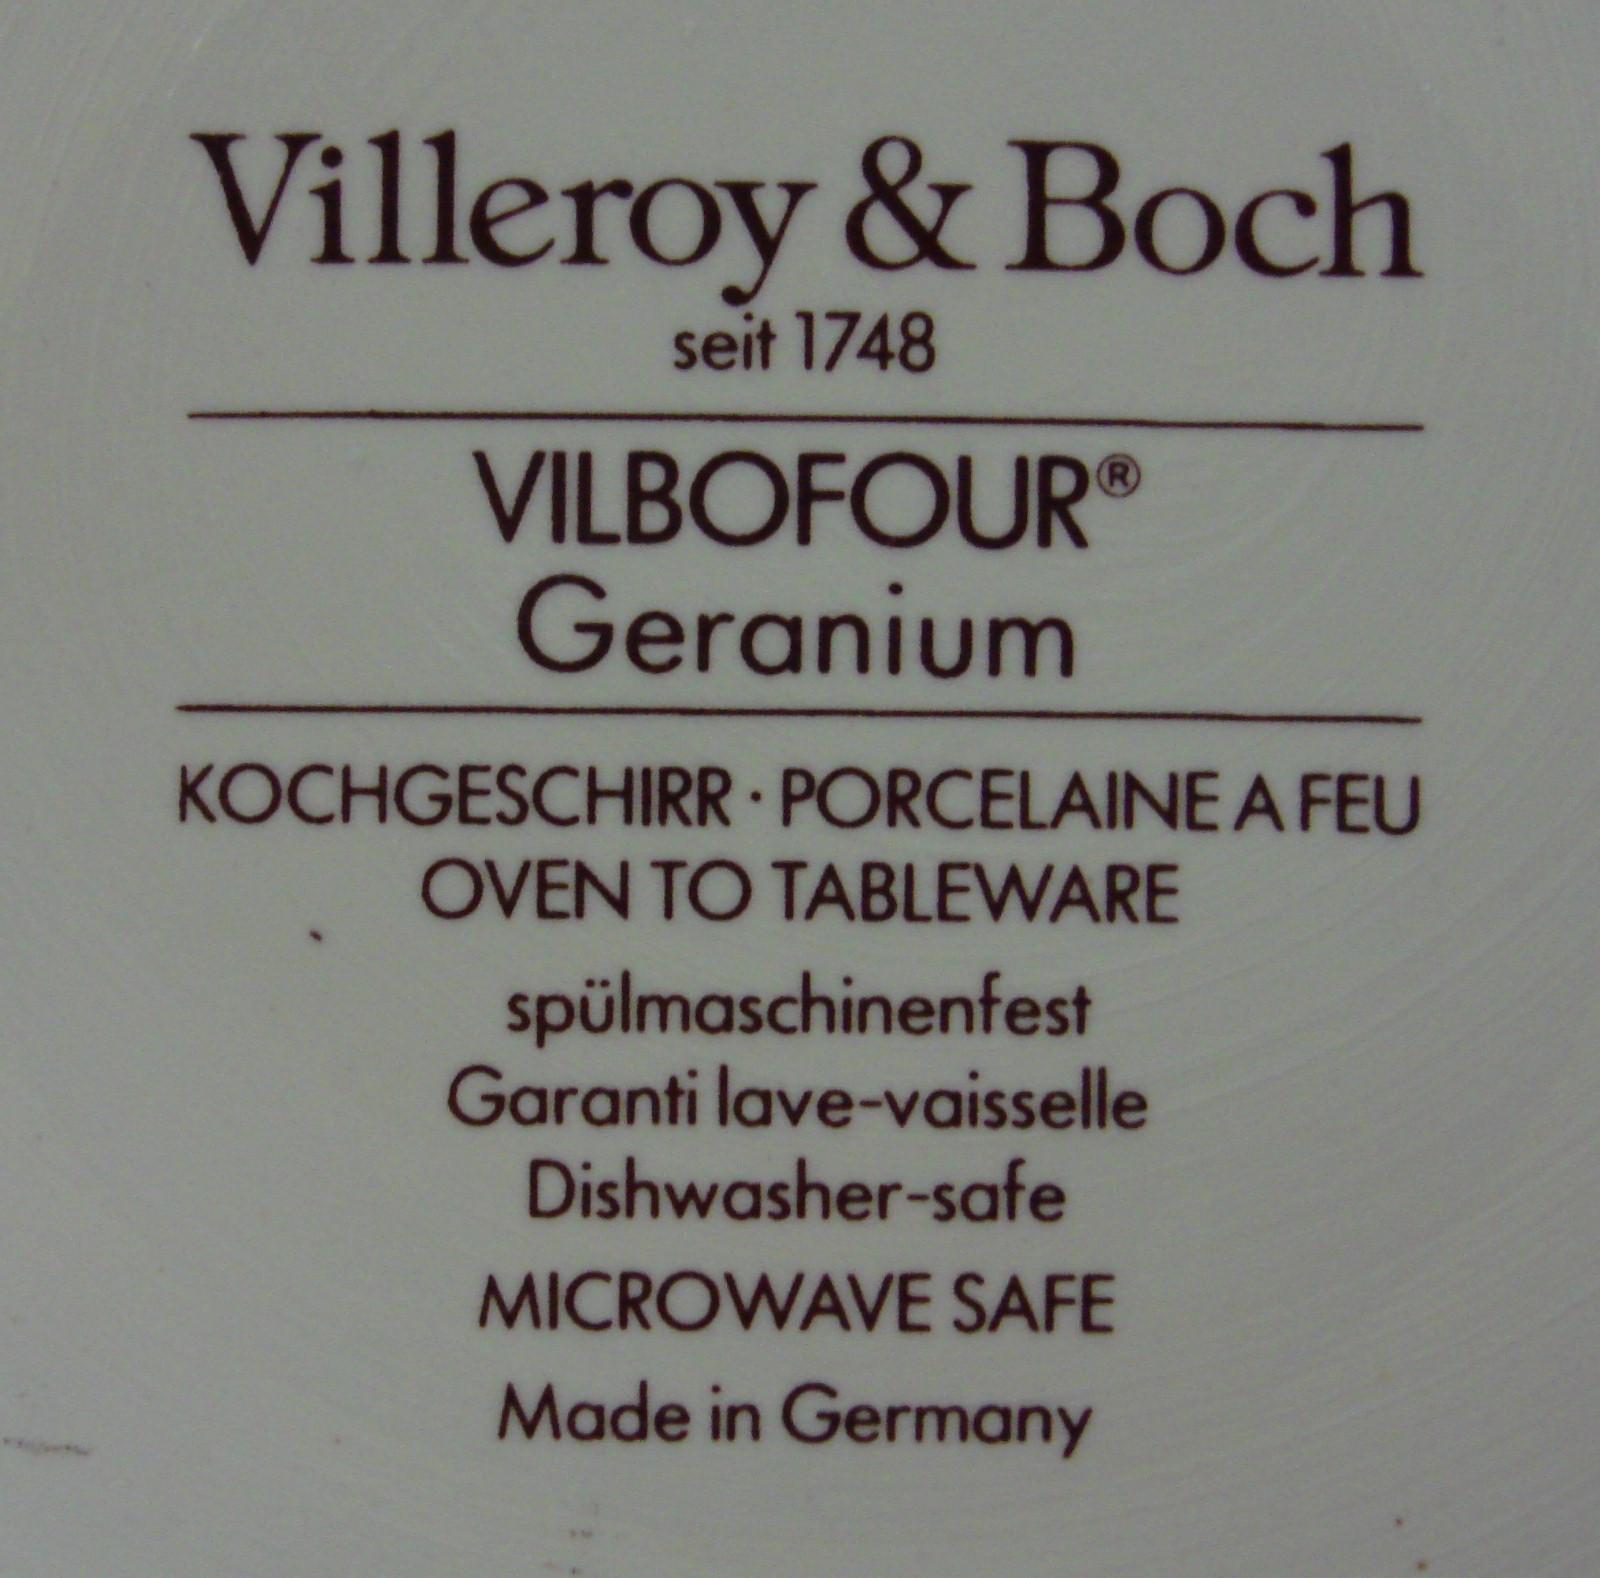 Villeroy & Boch
seit 1748
VILBOFOUR®
Geranium
KOCHGESCHIRR · PORCELAINE A FEU
OVEN TO TABLEWARE
spülmaschinenfest
Garanti lave-vaisselle
Dishwasher-safe
MICROWAVE SAFE
Made in Germany